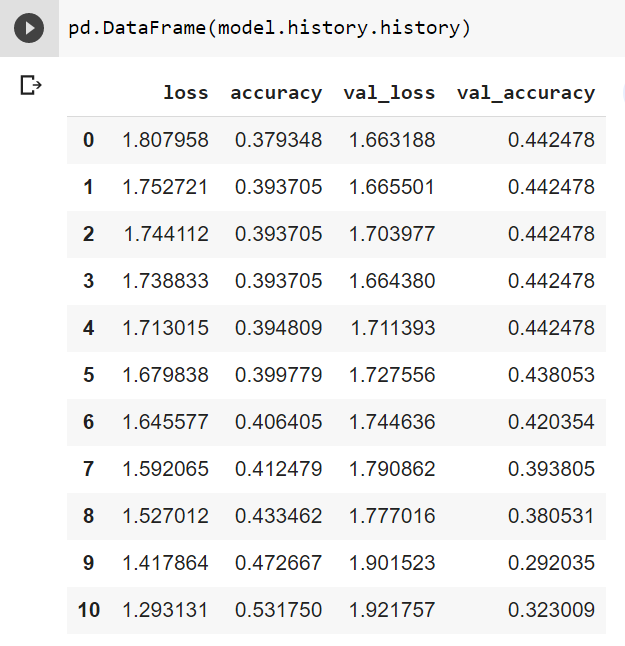 pd.DataFrame(model.history.history)
loss accuracy val_loss val_accuracy
0 1.807958 0.379348 1.663188 0.442478
1 1.752721 0.393705 1.665501 0.442478
2 1.744112 0.393705 1.703977 0.442478
3 1.738833 0.393705 1.664380 0.442478
4 1.713015 0.394809 1.711393 0.442478
5 1.679838 0.399779 1.727556 0.438053
6 1.645577 0.406405 1.744636 0.420354
7 1.592065 0.412479 1.790862 0.393805
8 1.527012 0.433462 1.777016 0.380531
9 1.417864 0.472667 1.901523 0.292035
10 1.293131 0.531750 1.921757 0.323009